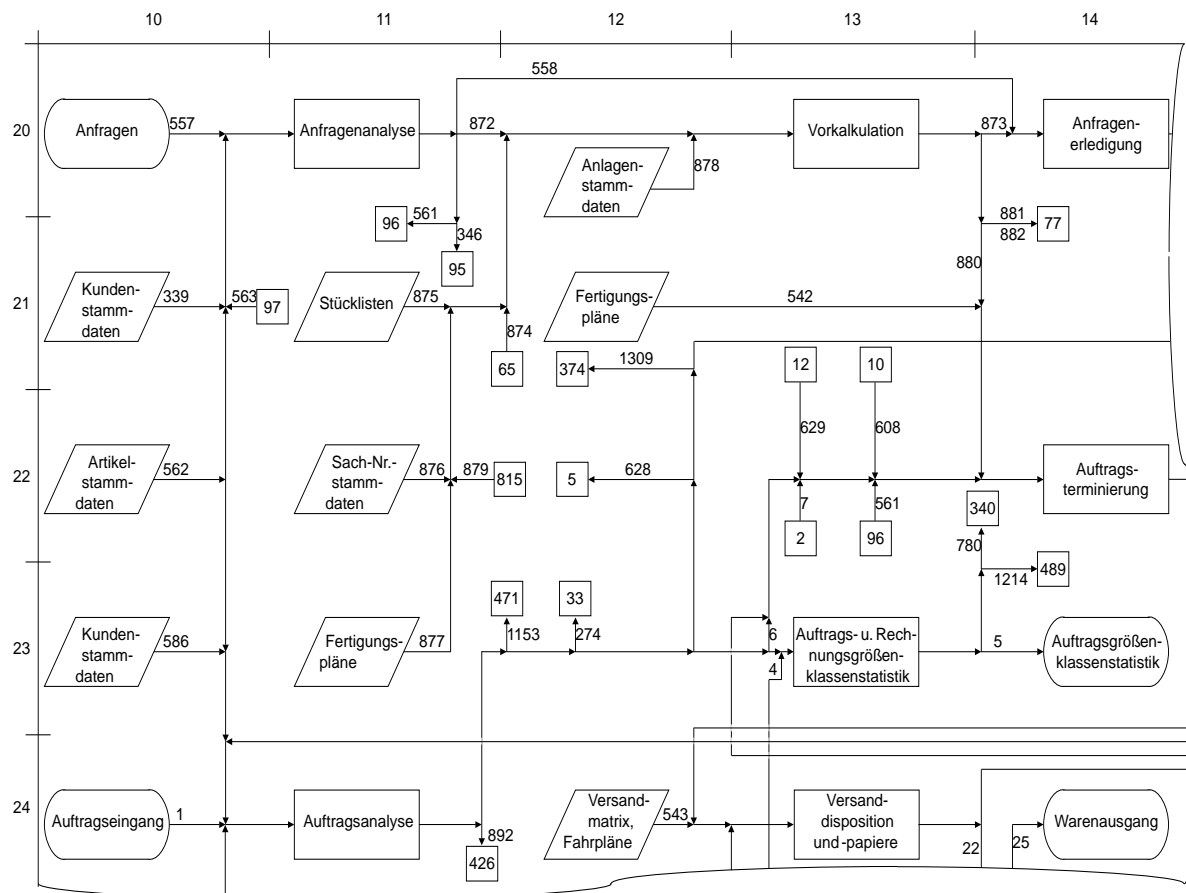 10 11 12 13 14
558
20 Anfragen 557 Anfragenanalyse 872 Vorkalkulation 873 Anfragen-
erledigung
Anlagen-
stamm-
daten
878
96 561 346 95
881
882
77
880
21 Kunden-
stamm-
daten
339 563 97
Stücklisten 875 874 65
Fertigungs-
pläne
542
374 1309 12 10
629 608
22 Artikel-
stamm-
daten
562
Sach-Nr.-
stamm-
daten
876 879 815
5 628
7 561
2 96
Auftrags-
terminierung
340
780
489
1214
471 33
1153 274
23 Kunden-
stamm-
daten
586
Fertigungs-
pläne
877
6
4
Auftrags- u. Rech-
nungsgrößen-
klassenstatistik
5
Auftragsgrößen-
klassenstatistik
24 Auftragseingang 1 Auftragsanalyse
892
426
Versand-
matrix,
Fahrpläne
543
Versand-
disposition
und -papiere
22 25
Warenausgang